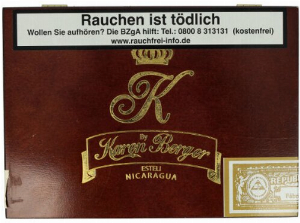 Rauchen ist tödlich
Wollen Sie aufhören? Die BZgA hilft: Tel.: 0800 8 313131 (kostenfrei)
www.rauchfrei-info.de
K
By
Karen Berger
ESTELI
NICARAGUA